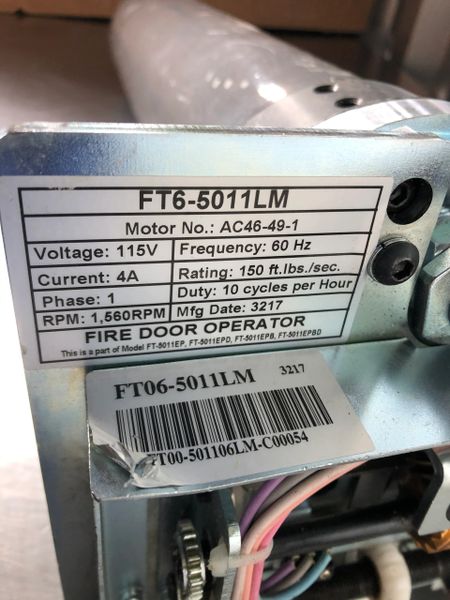 FT6-5011LM
Motor No.: AC46-49-1
Voltage: 115V Frequency: 60 Hz
Current: 4A Rating: 150 ft.lbs./sec.
Phase: 1 Duty: 10 cycles per Hour
RPM: 1,560RPM Mfg Date: 3217
FIRE DOOR OPERATOR
This is a part of Model FT-5011EP, FT-5011EPD, FT-5011EPB, FT-5011EPBD
FT06-5011LM 3217
FT00-501106LM-C00054